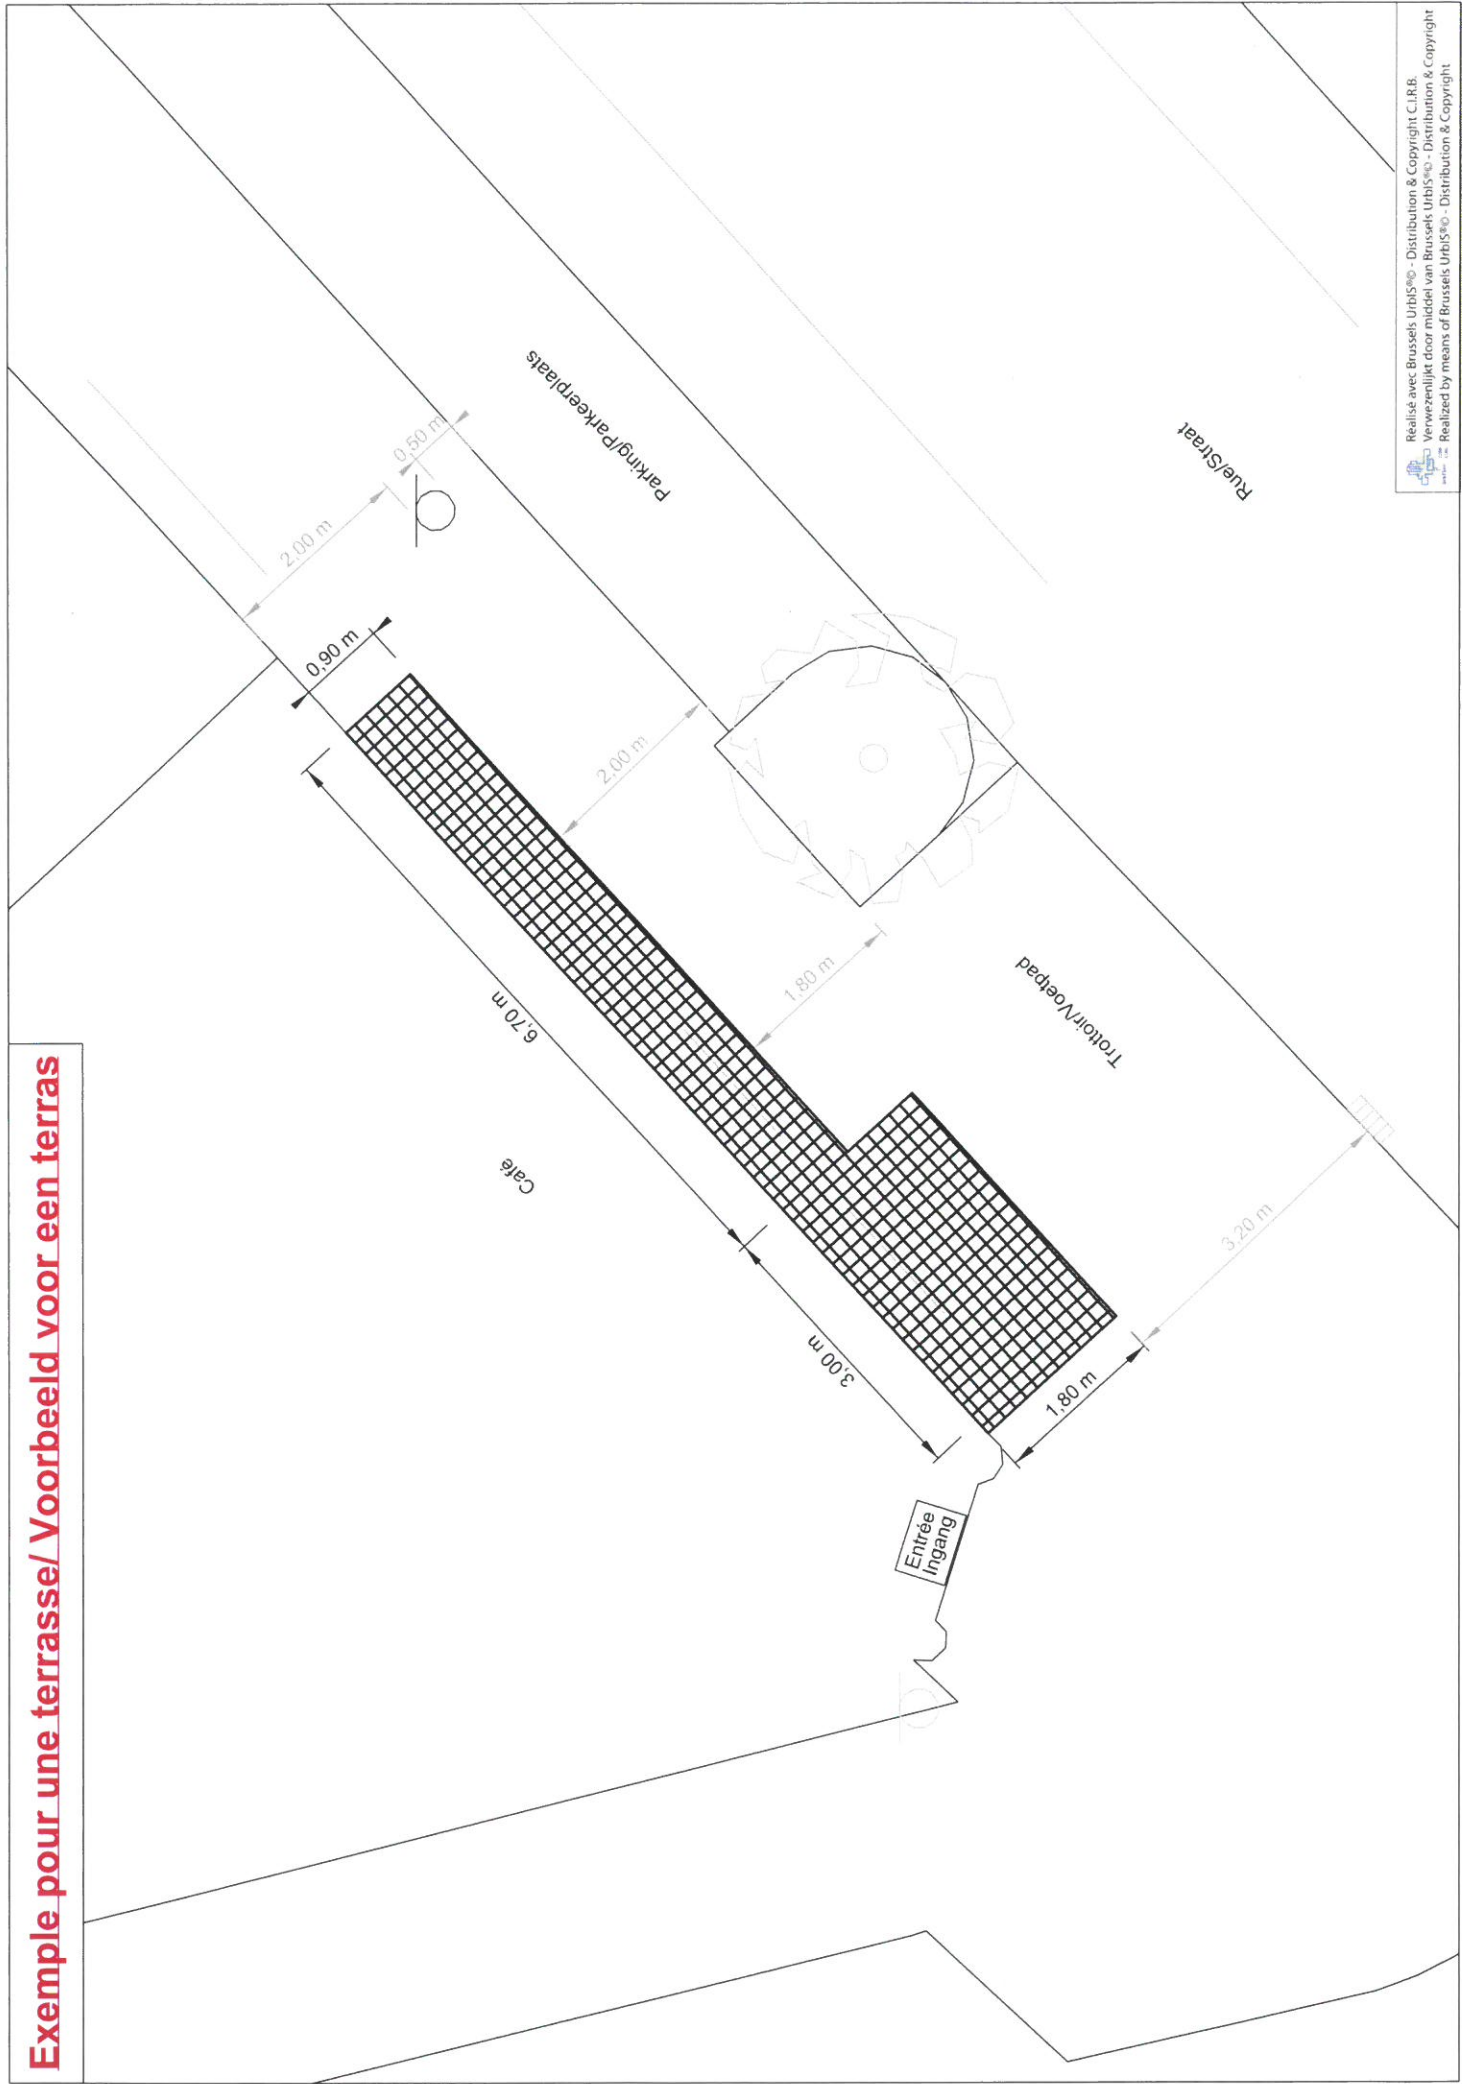 Exemple pour une terrasse/ Voorbeeld voor een terras
Café
6,70 m
3,00 m
0,90 m
2,00 m
0,50 m
2,00 m
1,80 m
1,80 m
3,20 m
Entrée
Ingang
Parking/Parkeerplaats
Trottoir/Voetpad
Rue/Straat
Réalisé avec Brussels UrbIS®© - Distribution & Copyright C.I.R.B.
Verwezenlijkt door middel van Brussels UrbIS®© - Distribution & Copyright
Realized by means of Brussels UrbIS®© - Distribution & Copyright